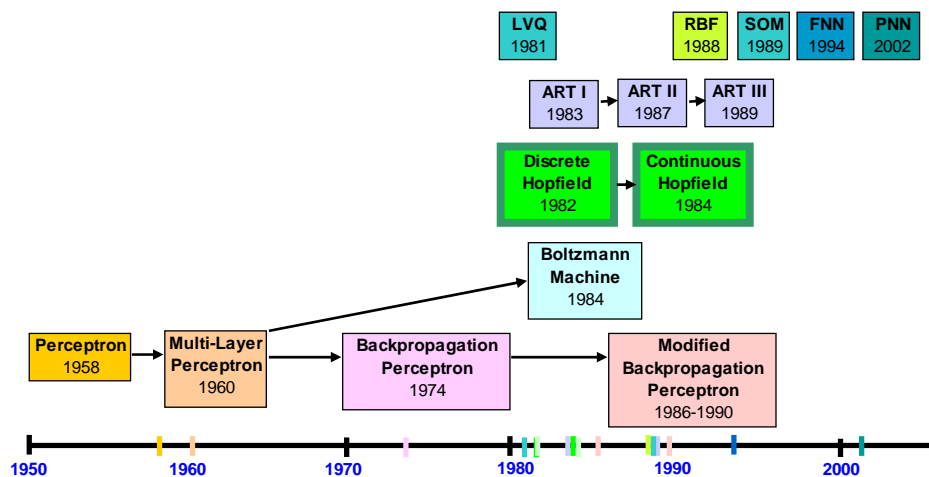 LVQ
1981
RBF
1988
SOM
1989
FNN
1994
PNN
2002
ART I
1983
ART II
1987
ART III
1989
Discrete
Hopfield
1982
Continuous
Hopfield
1984
Boltzmann
Machine
1984
Perceptron
1958
Multi-Layer
Perceptron
1960
Backpropagation
Perceptron
1974
Modified
Backpropagation
Perceptron
1986-1990
1950
1960
1970
1980
1990
2000